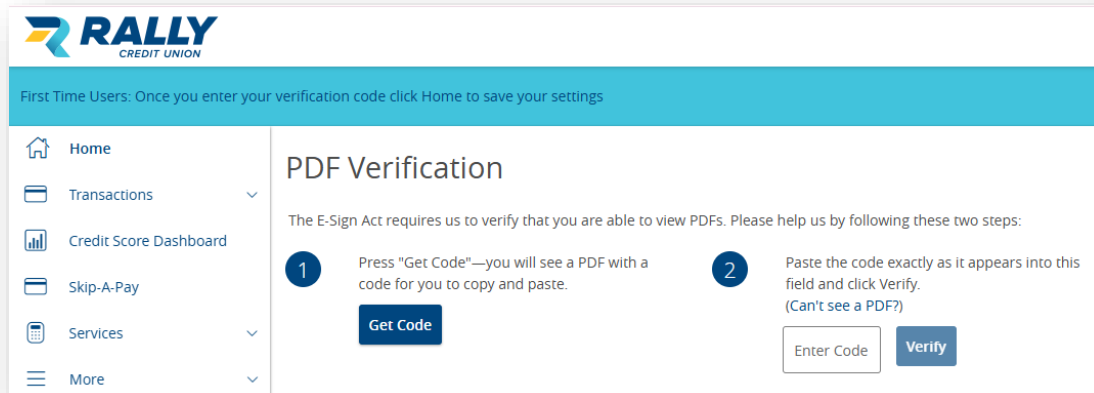 RALLY
CREDIT UNION
First Time Users: Once you enter your verification code click Home to save your settings
Home
Transactions
Credit Score Dashboard
Skip-A-Pay
Services
More
PDF Verification
The E-Sign Act requires us to verify that you are able to view PDFs. Please help us by following these two steps:
1
Press "Get Code"—you will see a PDF with a
code for you to copy and paste.
Get Code
2
Paste the code exactly as it appears into this
field and click Verify.
(Can't see a PDF?)
Enter Code
Verify